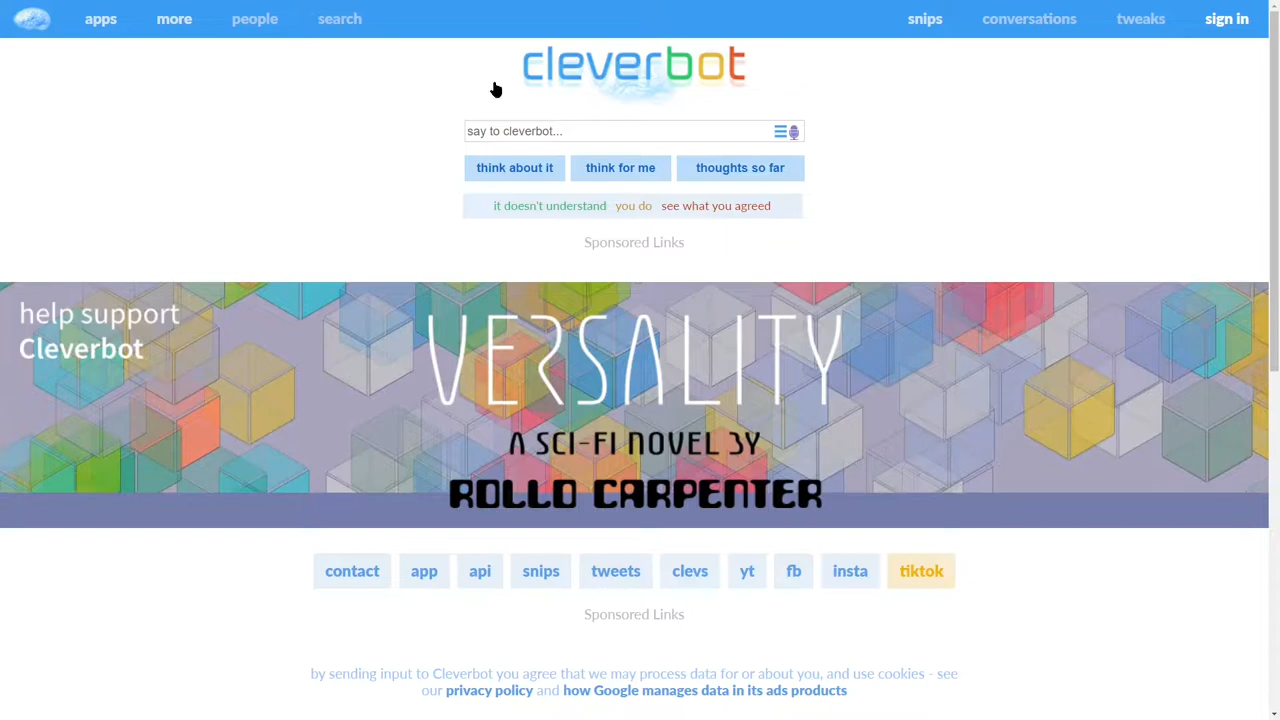 apps more people search snips conversations tweaks sign in
cleverbot
say to cleverbot...
think about it think for me thoughts so far
it doesn't understand you do see what you agreed
Sponsored Links
help support
Cleverbot
VERSALITY
A SCI-FI NOVEL BY
ROLLO CARPENTER
contact app api snips tweets clevs yt fb insta tiktok
Sponsored Links
by sending input to Cleverbot you agree that we may process data for or about you, and use cookies - see
our privacy policy and how Google manages data in its ads products